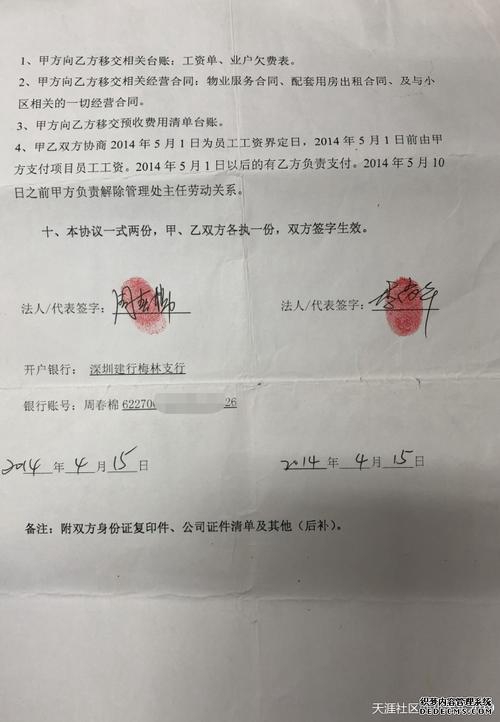 1、甲方向乙方移交相关台账：工资单、业户欠费表。
2、甲方向乙方移交相关经营合同：物业服务合同、配套用房出租合同、及与小
区相关的一切经营合同。
3、甲方向乙方移交预收费用清单台账。
4、甲乙双方协商 2014 年 5 月 1 日为员工工资界定日，2014 年 5 月 1 日前由甲
方支付项目员工工资。2014 年 5 月 1 日以后的有乙方负责支付。2014 年 5 月 10
日之前甲方负责解除管理处主任劳动关系。
十、本协议一式两份，甲、乙双方各执一份，双方签字生效。
法人/代表签字：周春棉
法人/代表签字：
开户银行： 深圳建行梅林支行
银行账号：周春棉 62270 26
2014 年 4 月 15 日
2014 年 4 月 15 日
备注：附双方身份证复印件、公司证件清单及其他（后补）。
织梦内容管理系统
DEDECMS.COM
天涯社区